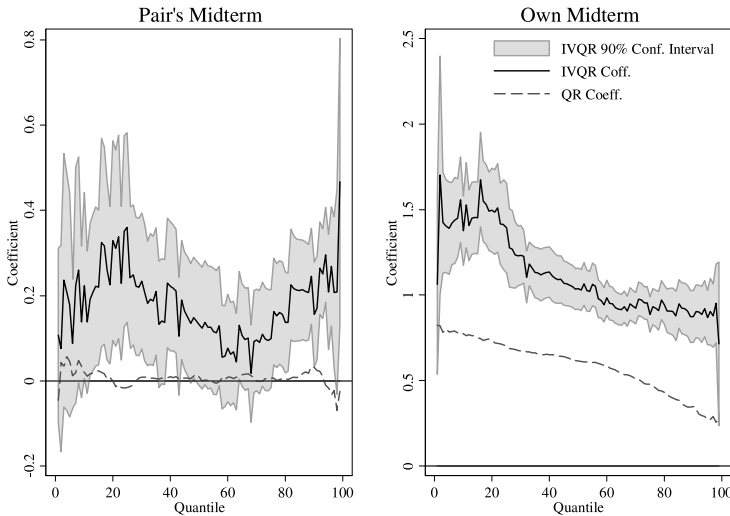 Pair's Midterm
0.8
0.6
0.4
0.2
0
-0.2
Coefficient
0
20
40
60
80
100
Quantile
Own Midterm
2.5
2
1.5
1
0.5
0
Coefficient
IVQR 90% Conf. Interval
IVQR Coff.
QR Coeff.
0
20
40
60
80
100
Quantile